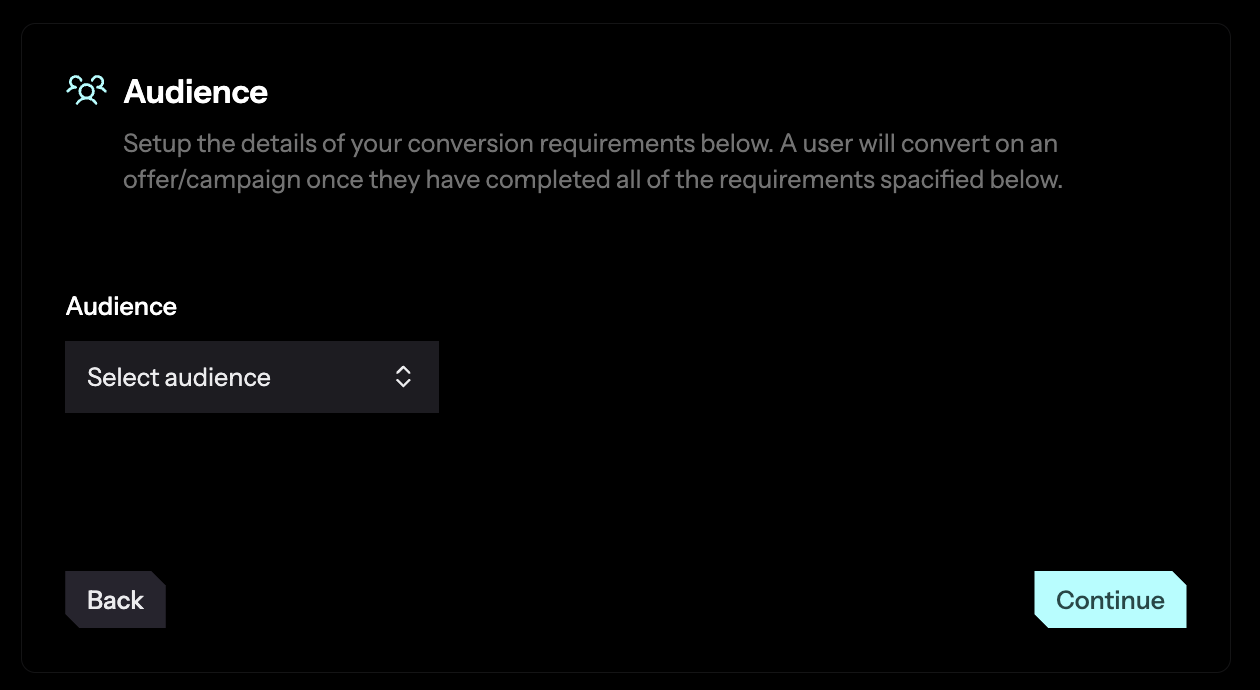 Audience
Setup the details of your conversion requirements below. A user will convert on an
offer/campaign once they have completed all of the requirements spacified below.
Audience
Select audience
Back
Continue